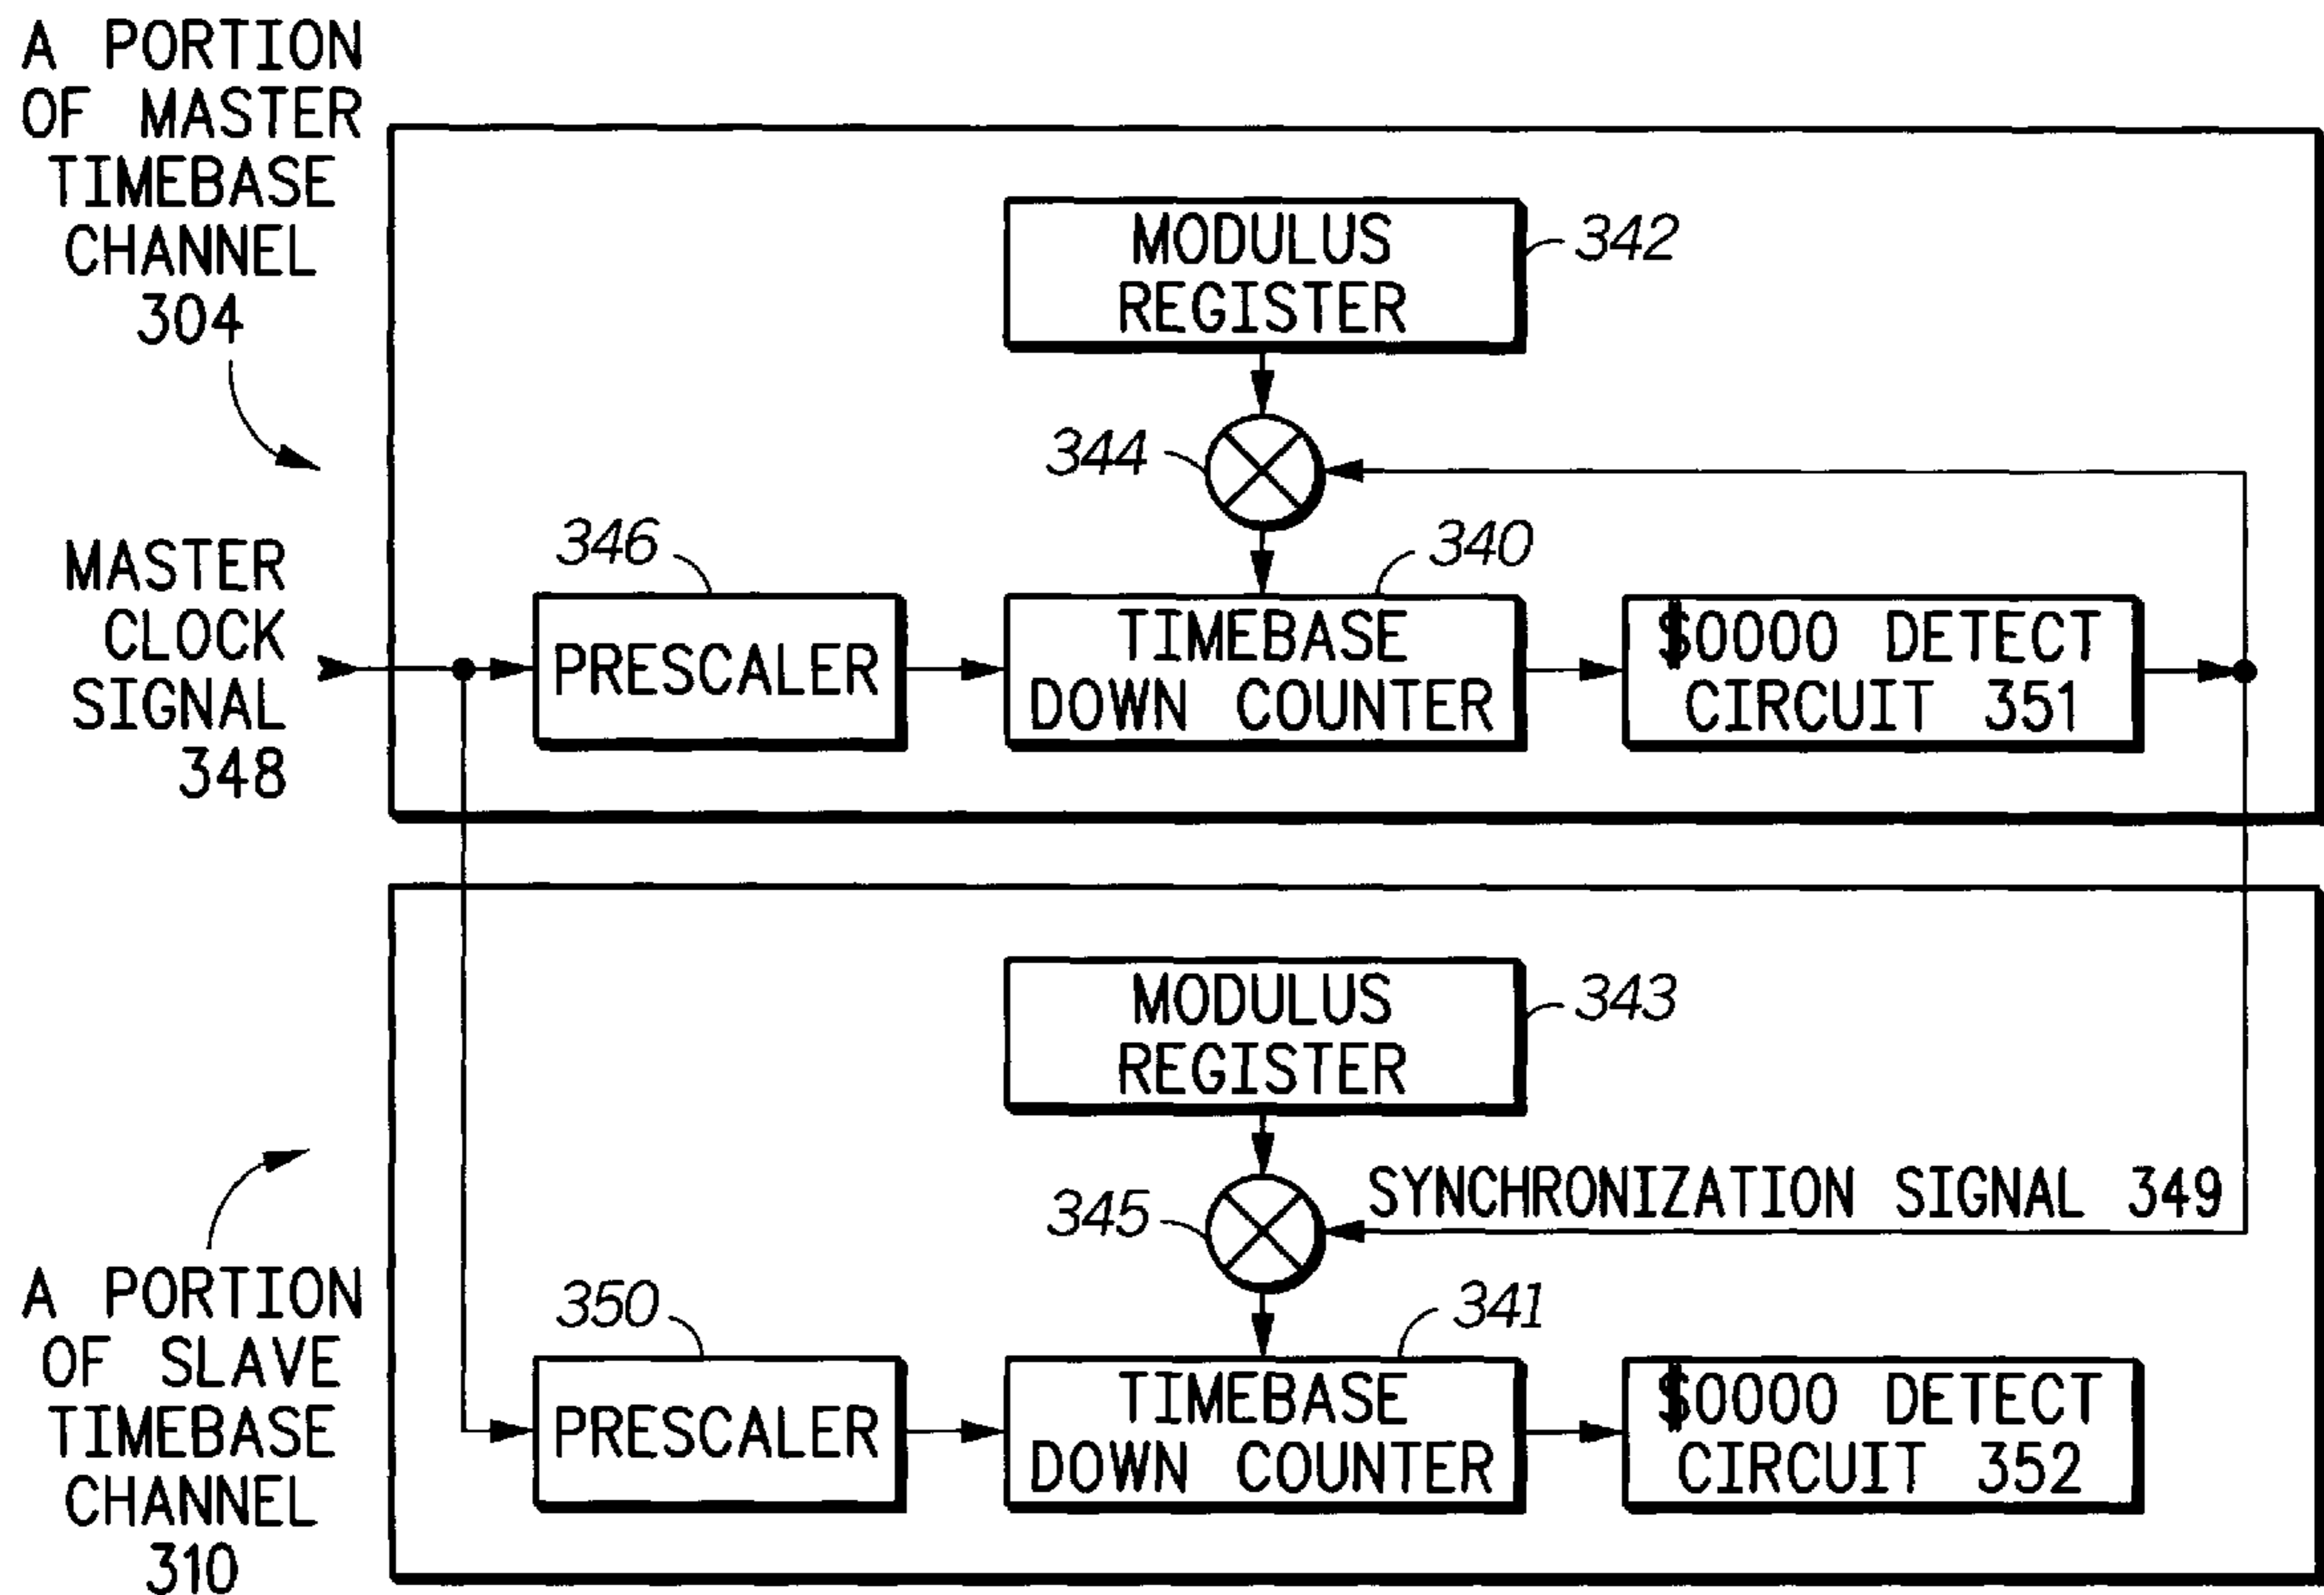 A PORTION
OF MASTER
TIMEBASE
CHANNEL
304
MODULUS
REGISTER
342
344
MASTER
CLOCK
SIGNAL
348
346
PRESCALER
340
TIMEBASE
DOWN COUNTER
$0000 DETECT
CIRCUIT 351
MODULUS
REGISTER
343
345
SYNCHRONIZATION SIGNAL 349
A PORTION
OF SLAVE
TIMEBASE
CHANNEL
310
350
PRESCALER
341
TIMEBASE
DOWN COUNTER
$0000 DETECT
CIRCUIT 352